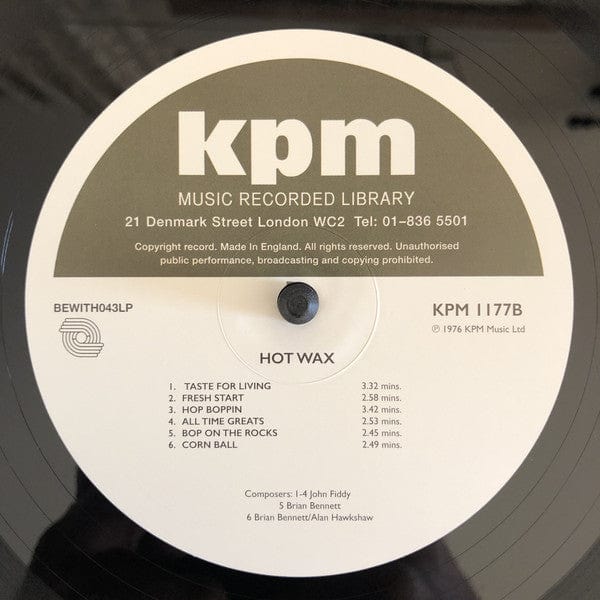 kpm
MUSIC RECORDED LIBRARY
21 Denmark Street London WC2 Tel: 01-836 5501
Copyright record. Made In England. All rights reserved. Unauthorised
public performance, broadcasting and copying prohibited.
BEWITH043LP
KPM 1177B
℗ 1976 KPM Music Ltd
HOT WAX
1. TASTE FOR LIVING 3.32 mins.
2. FRESH START 2.58 mins.
3. HOP BOPPIN 3.42 mins.
4. ALL TIME GREATS 2.53 mins.
5. BOP ON THE ROCKS 2.45 mins.
6. CORN BALL 2.49 mins.
Composers: 1-4 John Fiddy
5 Brian Bennett
6 Brian Bennett/Alan Hawkshaw